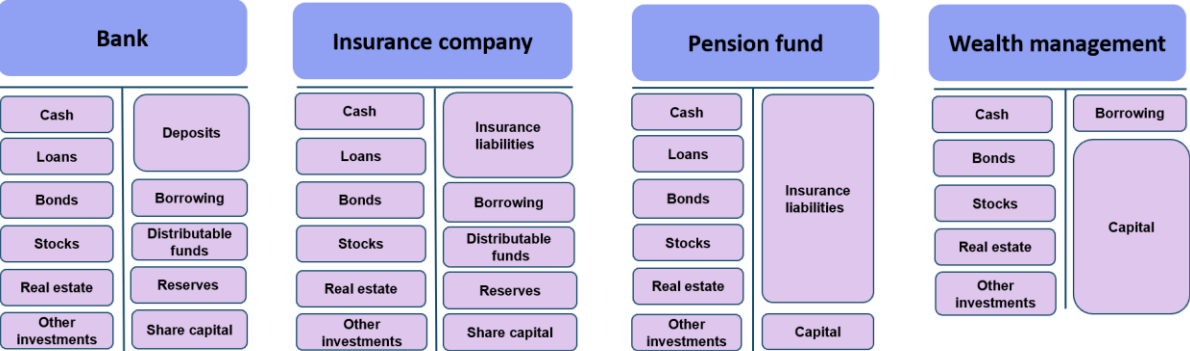 Bank
Cash
Loans
Bonds
Stocks
Real estate
Other
investments
Deposits
Borrowing
Distributable
funds
Reserves
Share capital
Insurance company
Cash
Loans
Bonds
Stocks
Real estate
Other
investments
Insurance
liabilities
Borrowing
Distributable
funds
Reserves
Share capital
Pension fund
Cash
Loans
Bonds
Stocks
Real estate
Other
investments
Insurance
liabilities
Capital
Wealth management
Cash
Bonds
Stocks
Real estate
Other
investments
Borrowing
Capital